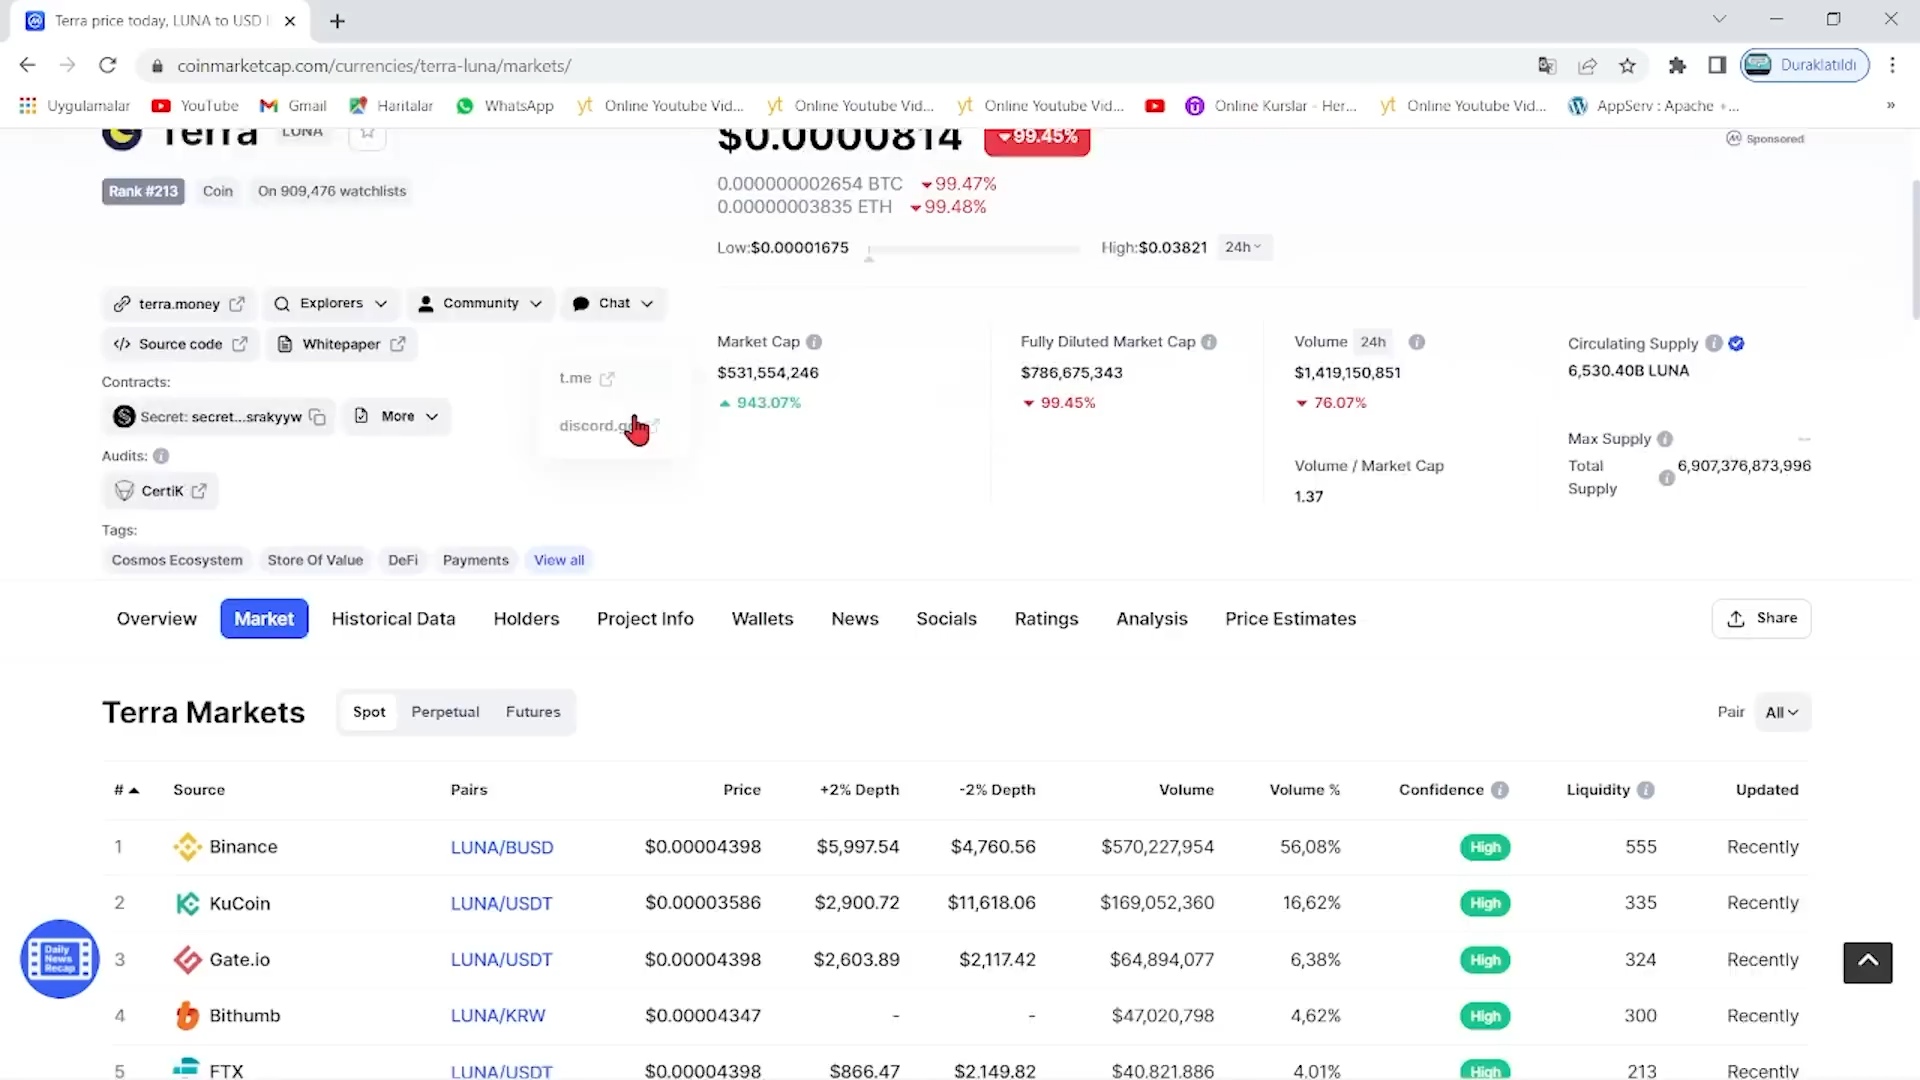 Terra price today, LUNA to USD
coinmarketcap.com/currencies/terra-luna/markets/
Duraklatıldı
Uygulamalar YouTube Gmail Haritalar WhatsApp Online Youtube Vid... Online Youtube Vid... Online Youtube Vid... Online Kurslar - Her... Online Youtube Vid... AppServ : Apache +... »
Terra LUNA $0.0000814 99.45% Sponsored
Rank #213 Coin On 909,476 watchlists
0.000000002654 BTC 99.47%
0.00000003835 ETH 99.48%
Low:$0.00001675 High:$0.03821 24h
terra.money Explorers Community Chat
Source code Whitepaper
t.me
Contracts:
Secret: secret...srakyyw More
Audits:
CertiK
Tags:
Cosmos Ecosystem Store Of Value DeFi Payments View all
Market Cap
$531,554,246
943.07%
Fully Diluted Market Cap
$786,675,343
99.45%
Volume 24h
$1,419,150,851
76.07%
Volume / Market Cap
1.37
Circulating Supply
6,530.40B LUNA
Max Supply --
Total Supply 6,907,376,873,996
Overview Market Historical Data Holders Project Info Wallets News Socials Ratings Analysis Price Estimates Share
Terra Markets Spot Perpetual Futures Pair All
# Source Pairs Price +2% Depth -2% Depth Volume Volume % Confidence Liquidity Updated
1 Binance LUNA/BUSD $0.00004398 $5,997.54 $4,760.56 $570,227,954 56,08% High 555 Recently
2 KuCoin LUNA/USDT $0.00003586 $2,900.72 $11,618.06 $169,052,360 16,62% High 335 Recently
Daily News Recap
3 Gate.io LUNA/USDT $0.00004398 $2,603.89 $2,117.42 $64,894,077 6,38% High 324 Recently
4 Bithumb LUNA/KRW $0.00004347 - - $47,020,798 4,62% High 300 Recently
5 FTX LUNA/USDT $0.00004398 $866.47 $2,149.82 $40,821,886 4,01% High 213 Recently